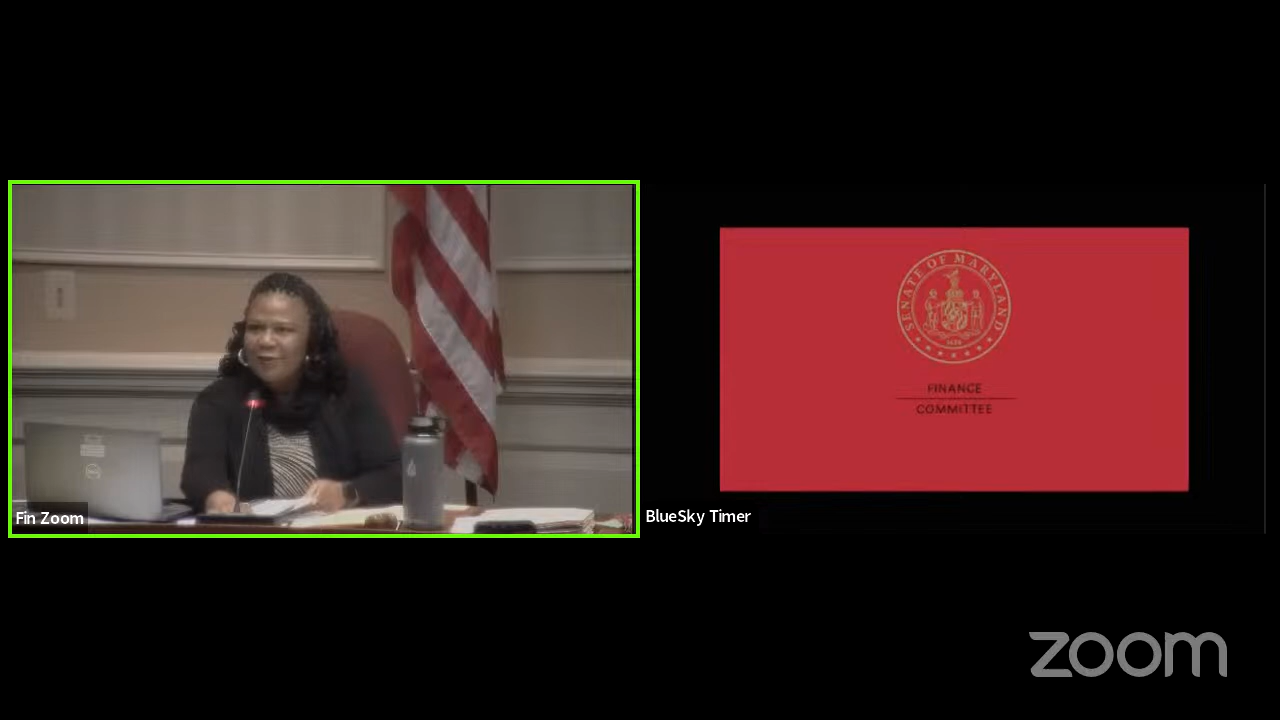 SENATE OF MARYLAND
FINANCE
COMMITTEE
Fin Zoom
BlueSky Timer
zoom